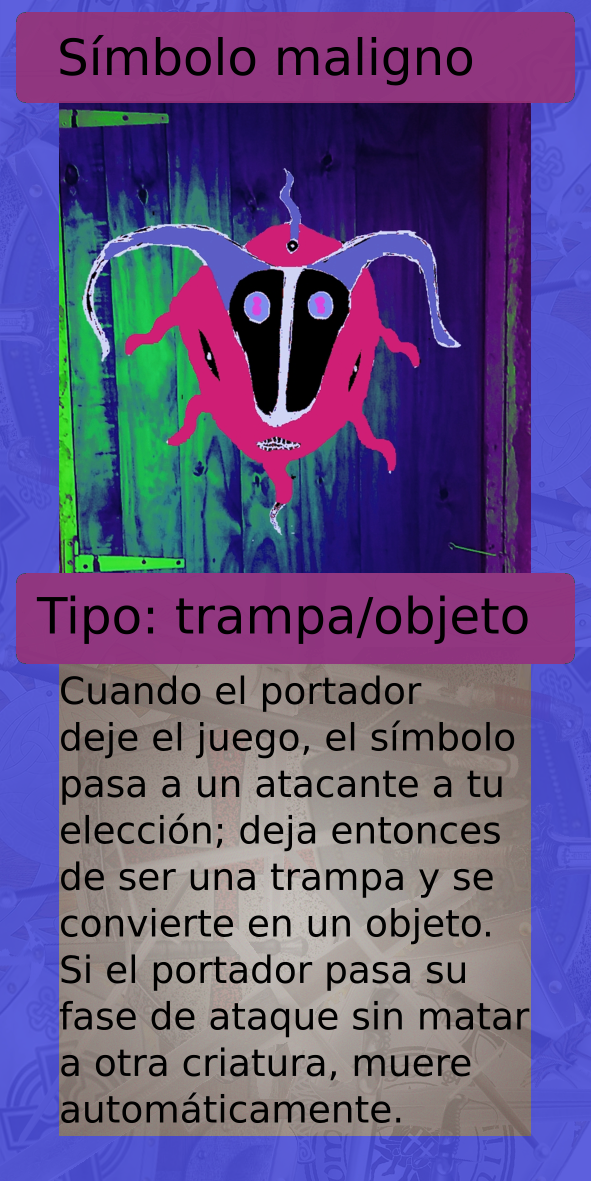 Símbolo maligno
Tipo: trampa/objeto
Cuando el portador
deje el juego, el símbolo
pasa a un atacante a tu
elección; deja entonces
de ser una trampa y se
convierte en un objeto.
Si el portador pasa su
fase de ataque sin matar
a otra criatura, muere
automáticamente.